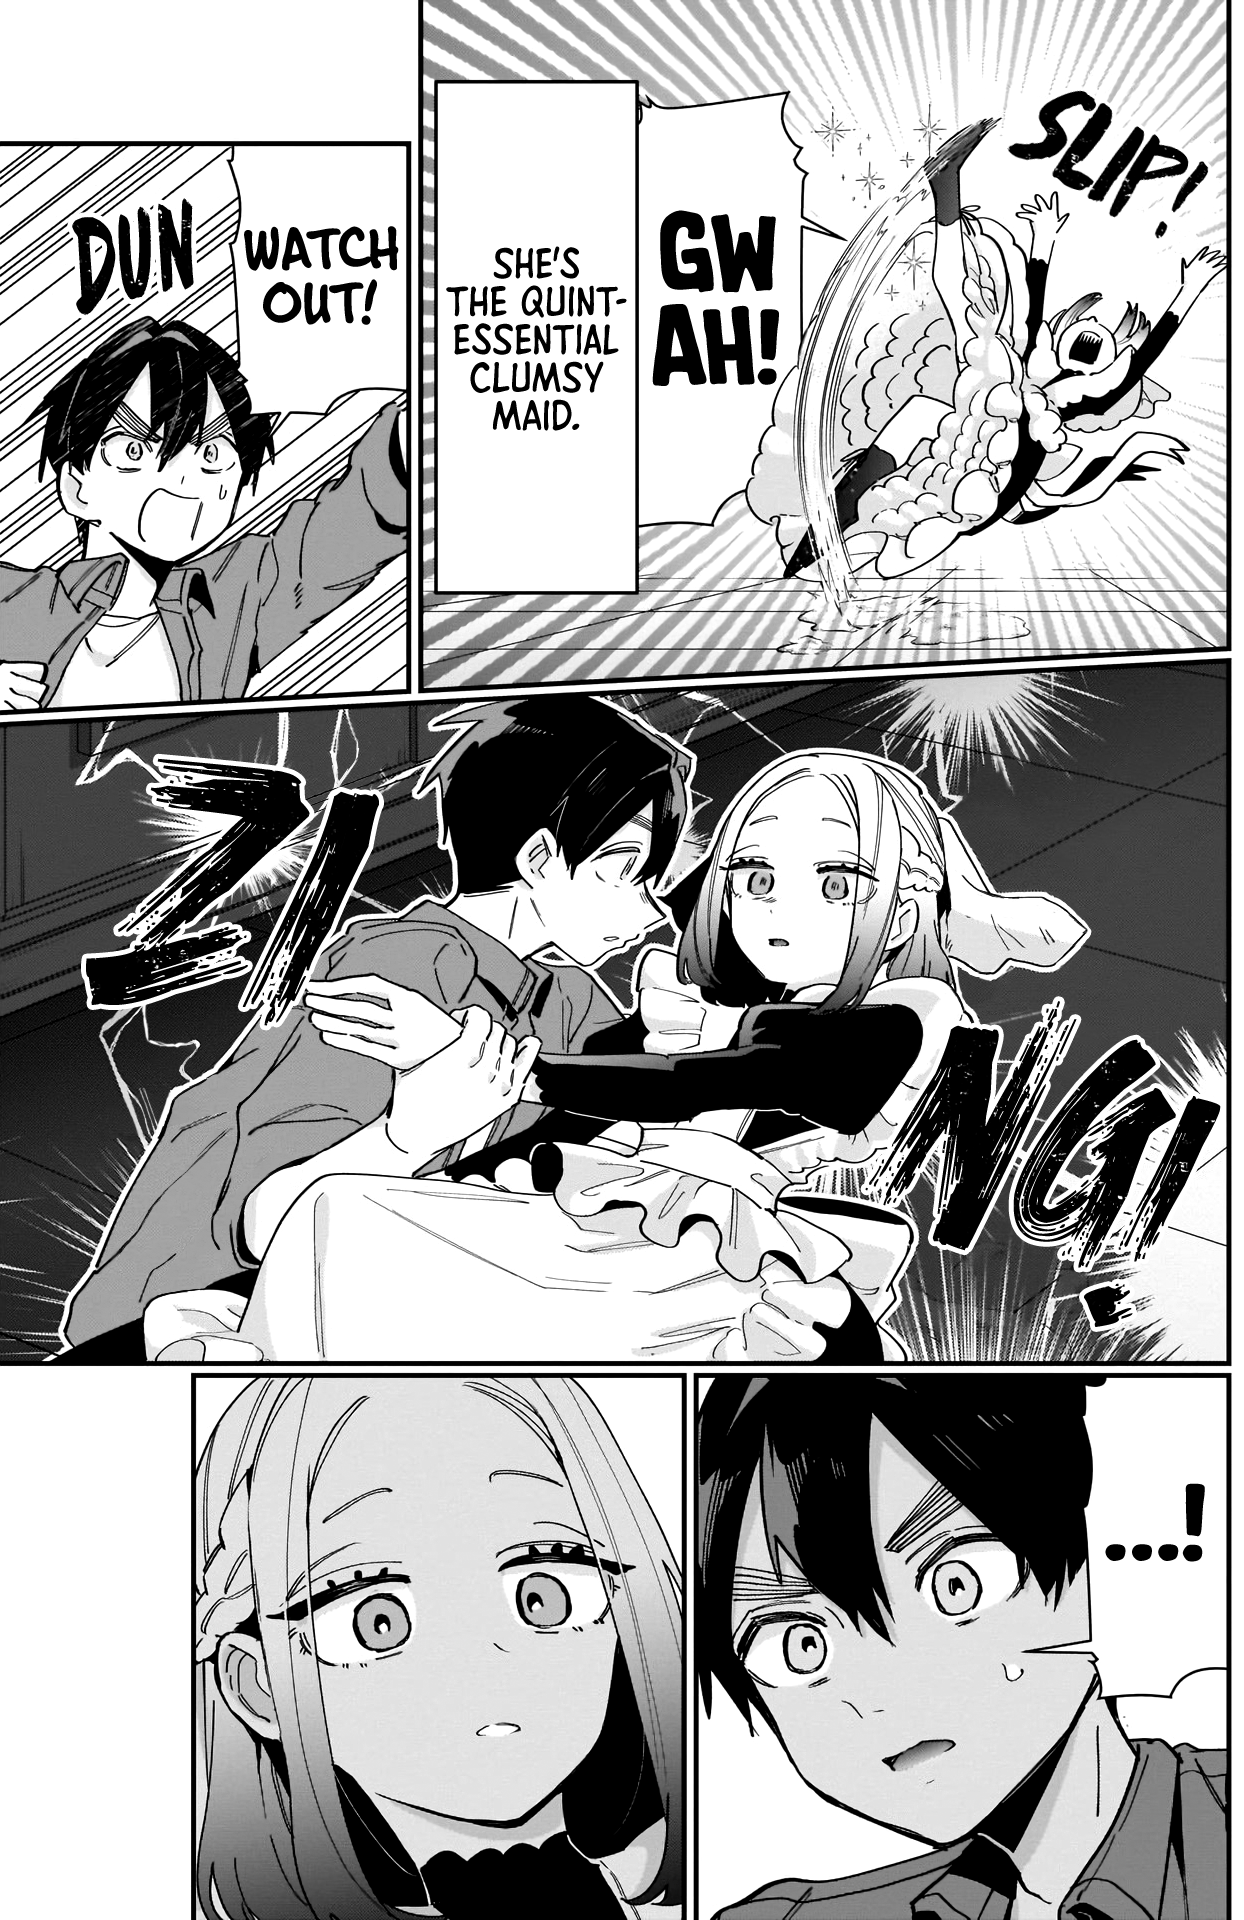 SLIP!
GW
AH!
SHE'S
THE QUINT-
ESSENTIAL
CLUMSY
MAID.
WATCH
OUT!
DUN
ZI
NG!
....!